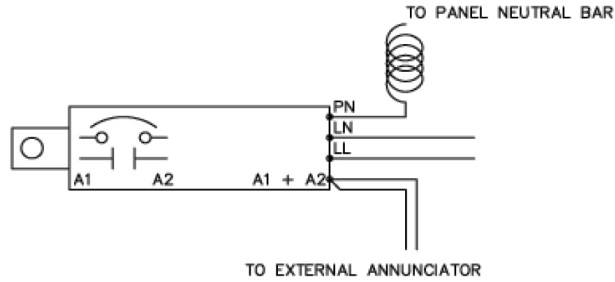 TO PANEL NEUTRAL BAR
PN
LN
LL
A1 A2 A1 + A2
TO EXTERNAL ANNUNCIATOR